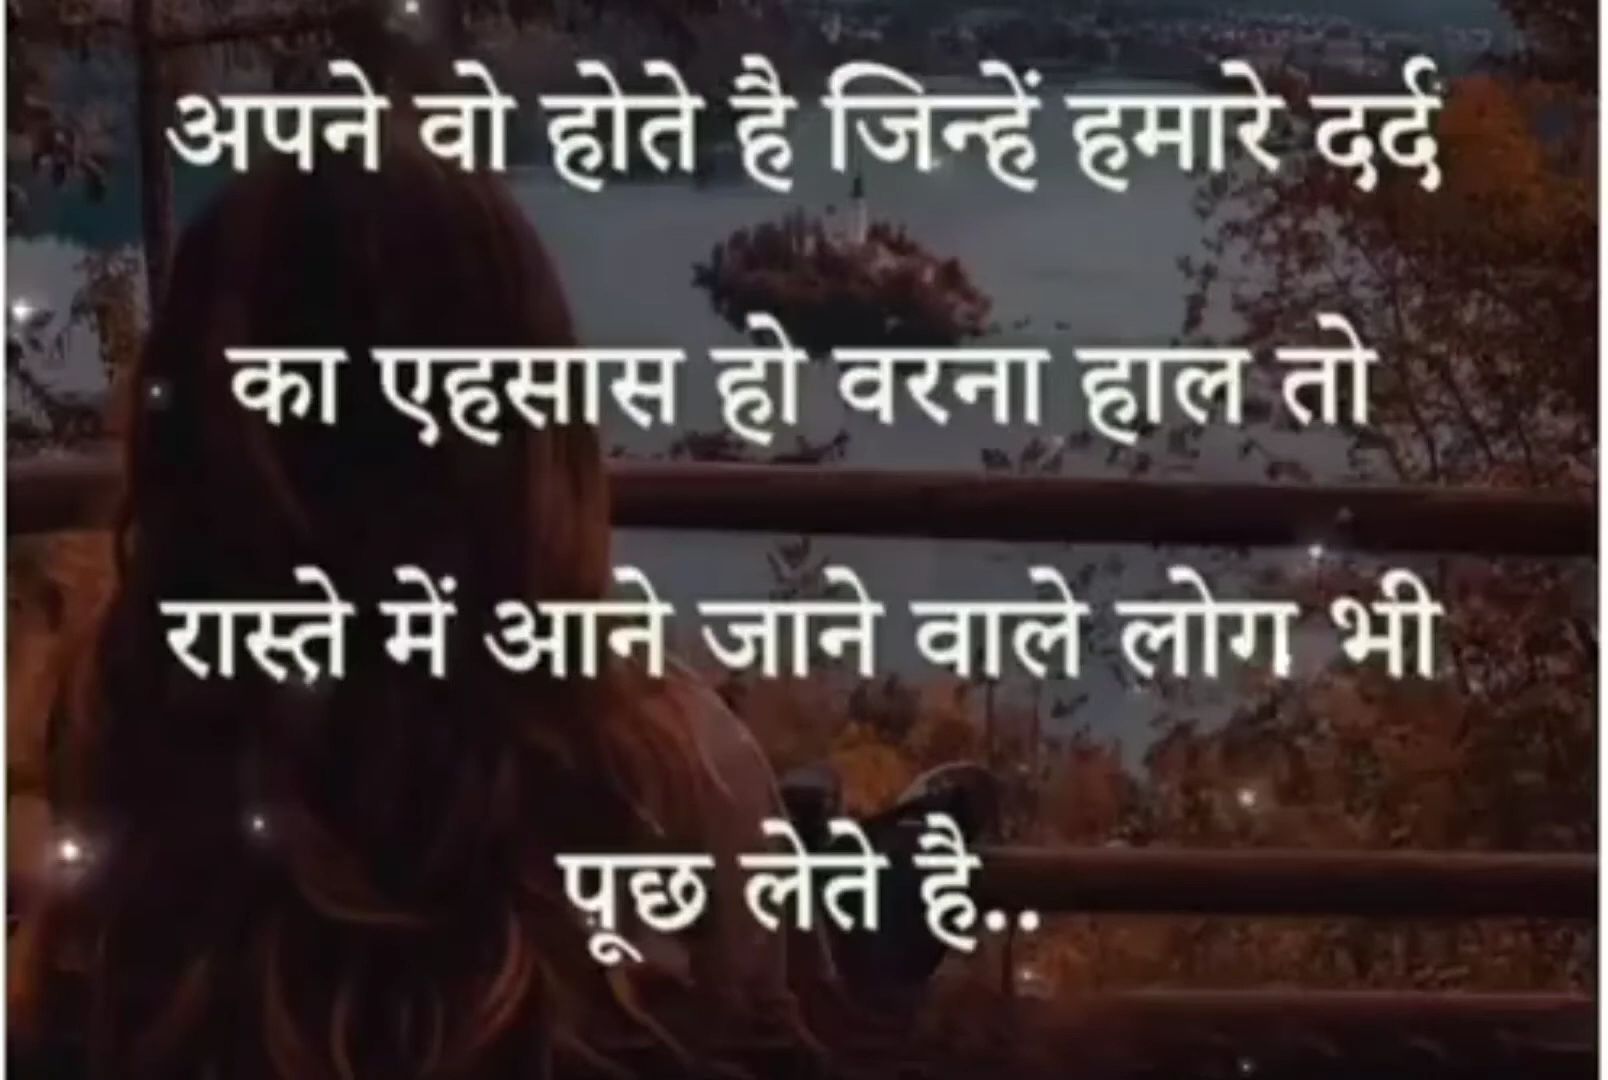 अपने वो होते है जिन्हें हमारे दर्द
का एहसास हो वरना हाल तो
रास्ते में आने जाने वाले लोग भी
पूछ लेते है..